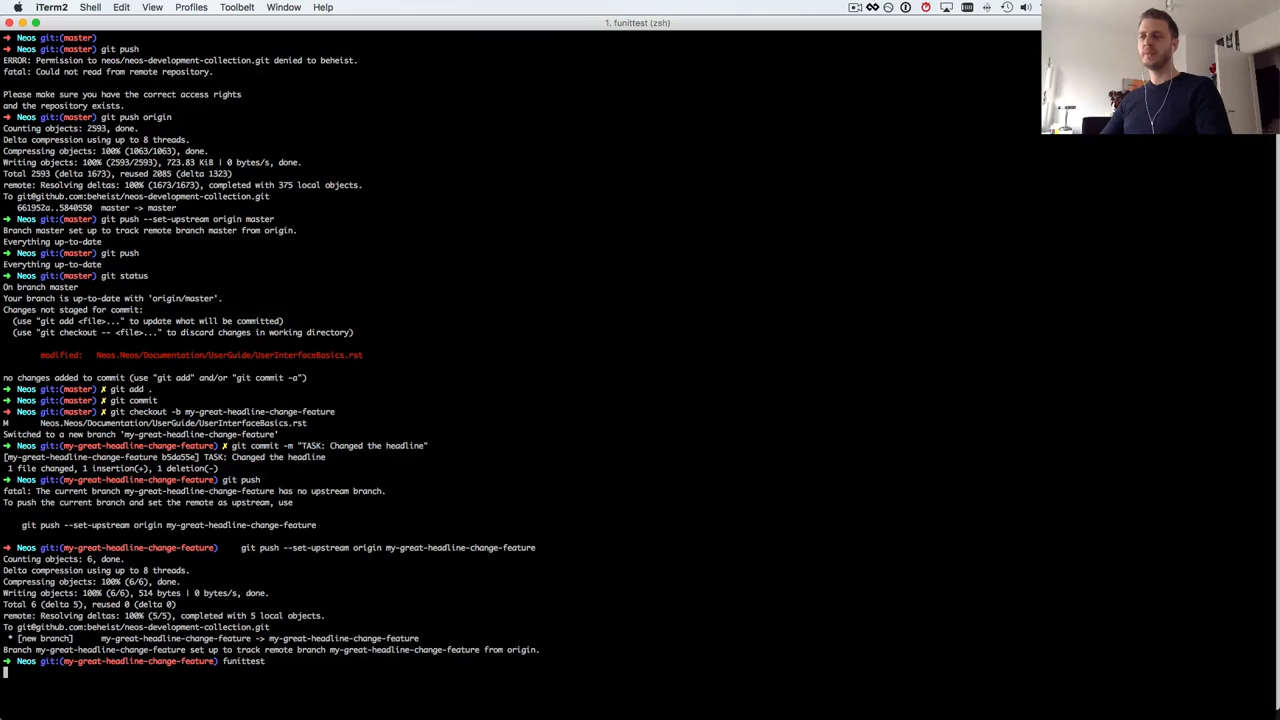 iTerm2 Shell Edit View Profiles Toolbelt Window Help
1. funittest (zsh)
➜ Neos git:(master)
➜ Neos git:(master) git push
ERROR: Permission to neos/neos-development-collection.git denied to beheist.
fatal: Could not read from remote repository.
Please make sure you have the correct access rights
and the repository exists.
➜ Neos git:(master) git push origin
Counting objects: 2593, done.
Delta compression using up to 8 threads.
Compressing objects: 100% (1063/1063), done.
Writing objects: 100% (2593/2593), 723.83 KiB | 0 bytes/s, done.
Total 2593 (delta 1673), reused 2085 (delta 1323)
remote: Resolving deltas: 100% (1673/1673), completed with 375 local objects.
To git@github.com:beheist/neos-development-collection.git
661952a..5840550 master -> master
➜ Neos git:(master) git push --set-upstream origin master
Branch master set up to track remote branch master from origin.
Everything up-to-date
➜ Neos git:(master) git push
Everything up-to-date
➜ Neos git:(master) git status
On branch master
Your branch is up-to-date with 'origin/master'.
Changes not staged for commit:
(use "git add <file>..." to update what will be committed)
(use "git checkout -- <file>..." to discard changes in working directory)
modified: Neos.Neos/Documentation/UserGuide/UserInterfaceBasics.rst
no changes added to commit (use "git add" and/or "git commit -a")
➜ Neos git:(master) ✗ git add .
➜ Neos git:(master) ✗ git commit
➜ Neos git:(master) ✗ git checkout -b my-great-headline-change-feature
M Neos.Neos/Documentation/UserGuide/UserInterfaceBasics.rst
Switched to a new branch 'my-great-headline-change-feature'
➜ Neos git:(my-great-headline-change-feature) ✗ git commit -m "TASK: Changed the headline"
[my-great-headline-change-feature b5da55e] TASK: Changed the headline
1 file changed, 1 insertion(+), 1 deletion(-)
➜ Neos git:(my-great-headline-change-feature) git push
fatal: The current branch my-great-headline-change-feature has no upstream branch.
To push the current branch and set the remote as upstream, use
git push --set-upstream origin my-great-headline-change-feature
➜ Neos git:(my-great-headline-change-feature) git push --set-upstream origin my-great-headline-change-feature
Counting objects: 6, done.
Delta compression using up to 8 threads.
Compressing objects: 100% (6/6), done.
Writing objects: 100% (6/6), 514 bytes | 0 bytes/s, done.
Total 6 (delta 5), reused 0 (delta 0)
remote: Resolving deltas: 100% (5/5), completed with 5 local objects.
To git@github.com:beheist/neos-development-collection.git
* [new branch] my-great-headline-change-feature -> my-great-headline-change-feature
Branch my-great-headline-change-feature set up to track remote branch my-great-headline-change-feature from origin.
➜ Neos git:(my-great-headline-change-feature) funittest